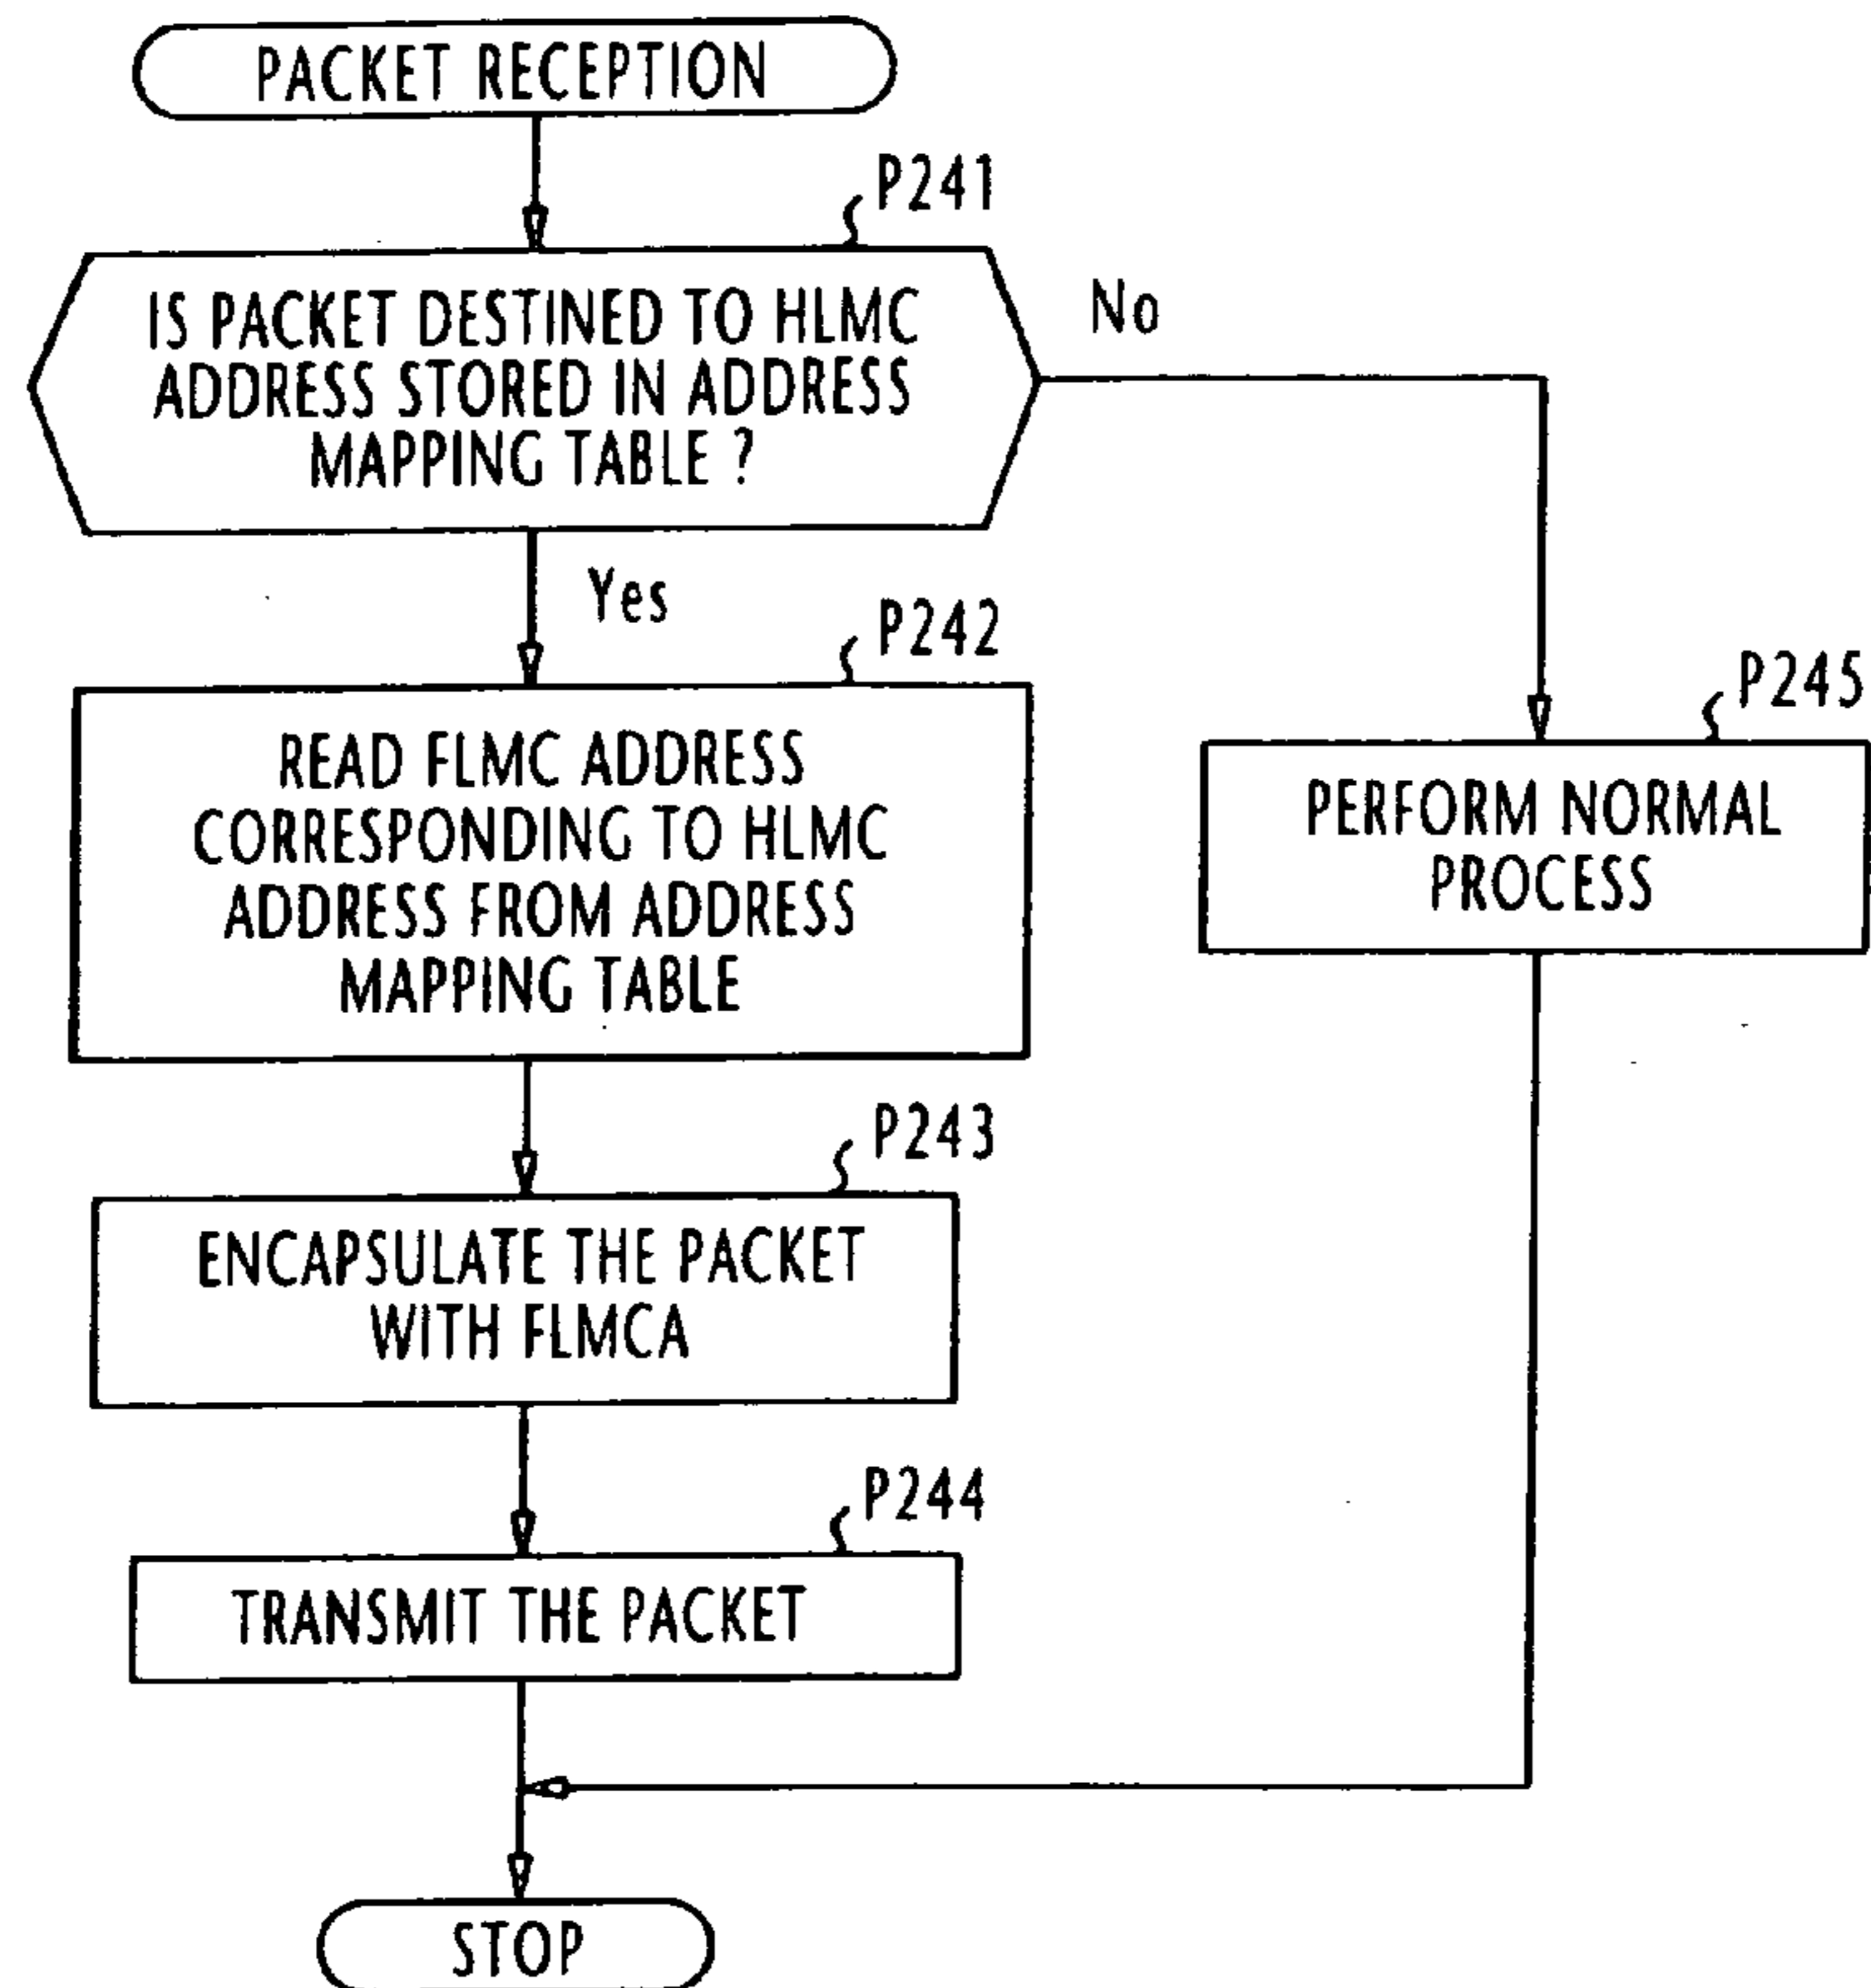 PACKET RECEPTION
P241
IS PACKET DESTINED TO HLMC
ADDRESS STORED IN ADDRESS
MAPPING TABLE ?
No
Yes
P242
READ FLMC ADDRESS
CORRESPONDING TO HLMC
ADDRESS FROM ADDRESS
MAPPING TABLE
P245
PERFORM NORMAL
PROCESS
P243
ENCAPSULATE THE PACKET
WITH FLMCA
P244
TRANSMIT THE PACKET
STOP